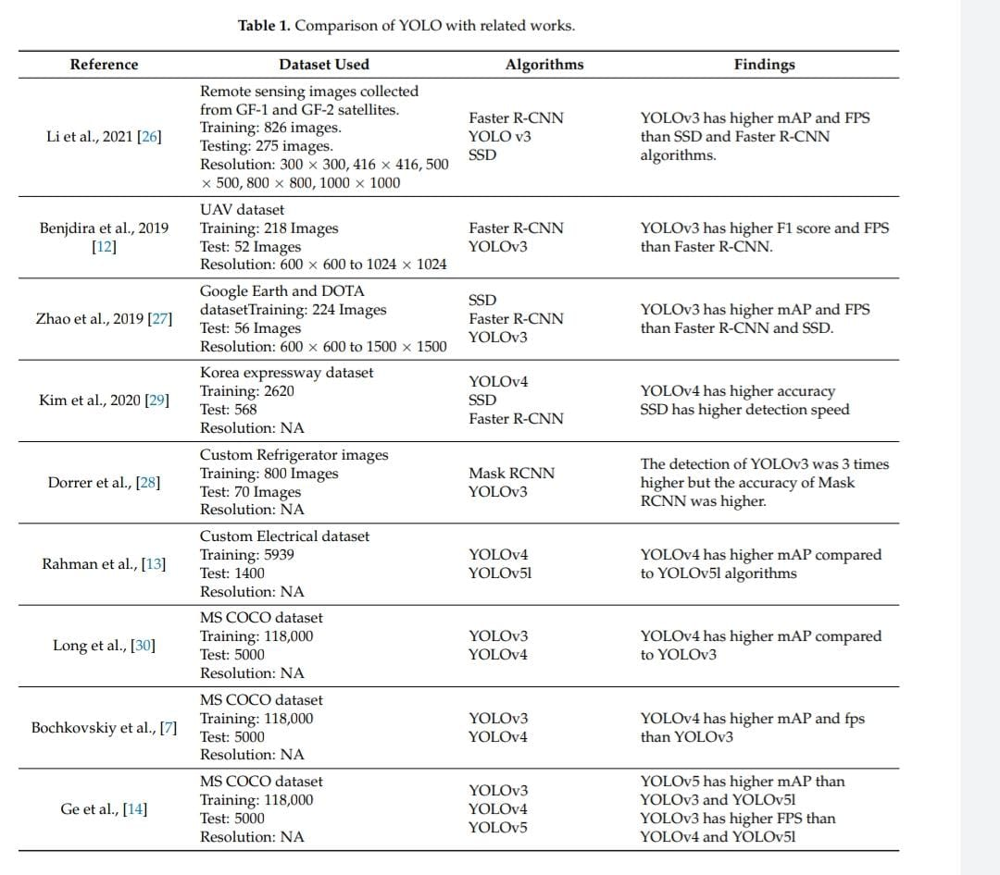 Table 1. Comparison of YOLO with related works.
Reference Dataset Used Algorithms Findings
Li et al., 2021 [26]
Remote sensing images collected
from GF-1 and GF-2 satellites.
Training: 826 images.
Testing: 275 images.
Resolution: 300 × 300, 416 × 416, 500
× 500, 800 × 800, 1000 × 1000
Faster R-CNN
YOLO v3
SSD
YOLOv3 has higher mAP and FPS
than SSD and Faster R-CNN
algorithms.
Benjdira et al., 2019
[12]
UAV dataset
Training: 218 Images
Test: 52 Images
Resolution: 600 × 600 to 1024 × 1024
Faster R-CNN
YOLOv3
YOLOv3 has higher F1 score and FPS
than Faster R-CNN.
Zhao et al., 2019 [27]
Google Earth and DOTA
datasetTraining: 224 Images
Test: 56 Images
Resolution: 600 × 600 to 1500 × 1500
SSD
Faster R-CNN
YOLOv3
YOLOv3 has higher mAP and FPS
than Faster R-CNN and SSD.
Kim et al., 2020 [29]
Korea expressway dataset
Training: 2620
Test: 568
Resolution: NA
YOLOv4
SSD
Faster R-CNN
YOLOv4 has higher accuracy
SSD has higher detection speed
Dorrer et al., [28]
Custom Refrigerator images
Training: 800 Images
Test: 70 Images
Resolution: NA
Mask RCNN
YOLOv3
The detection of YOLOv3 was 3 times
higher but the accuracy of Mask
RCNN was higher.
Rahman et al., [13]
Custom Electrical dataset
Training: 5939
Test: 1400
Resolution: NA
YOLOv4
YOLOv5l
YOLOv4 has higher mAP compared
to YOLOv5l algorithms
Long et al., [30]
MS COCO dataset
Training: 118,000
Test: 5000
Resolution: NA
YOLOv3
YOLOv4
YOLOv4 has higher mAP compared
to YOLOv3
Bochkovskiy et al., [7]
MS COCO dataset
Training: 118,000
Test: 5000
Resolution: NA
YOLOv3
YOLOv4
YOLOv4 has higher mAP and fps
than YOLOv3
Ge et al., [14]
MS COCO dataset
Training: 118,000
Test: 5000
Resolution: NA
YOLOv3
YOLOv4
YOLOv5
YOLOv5 has higher mAP than
YOLOv3 and YOLOv5l
YOLOv3 has higher FPS than
YOLOv4 and YOLOv5l